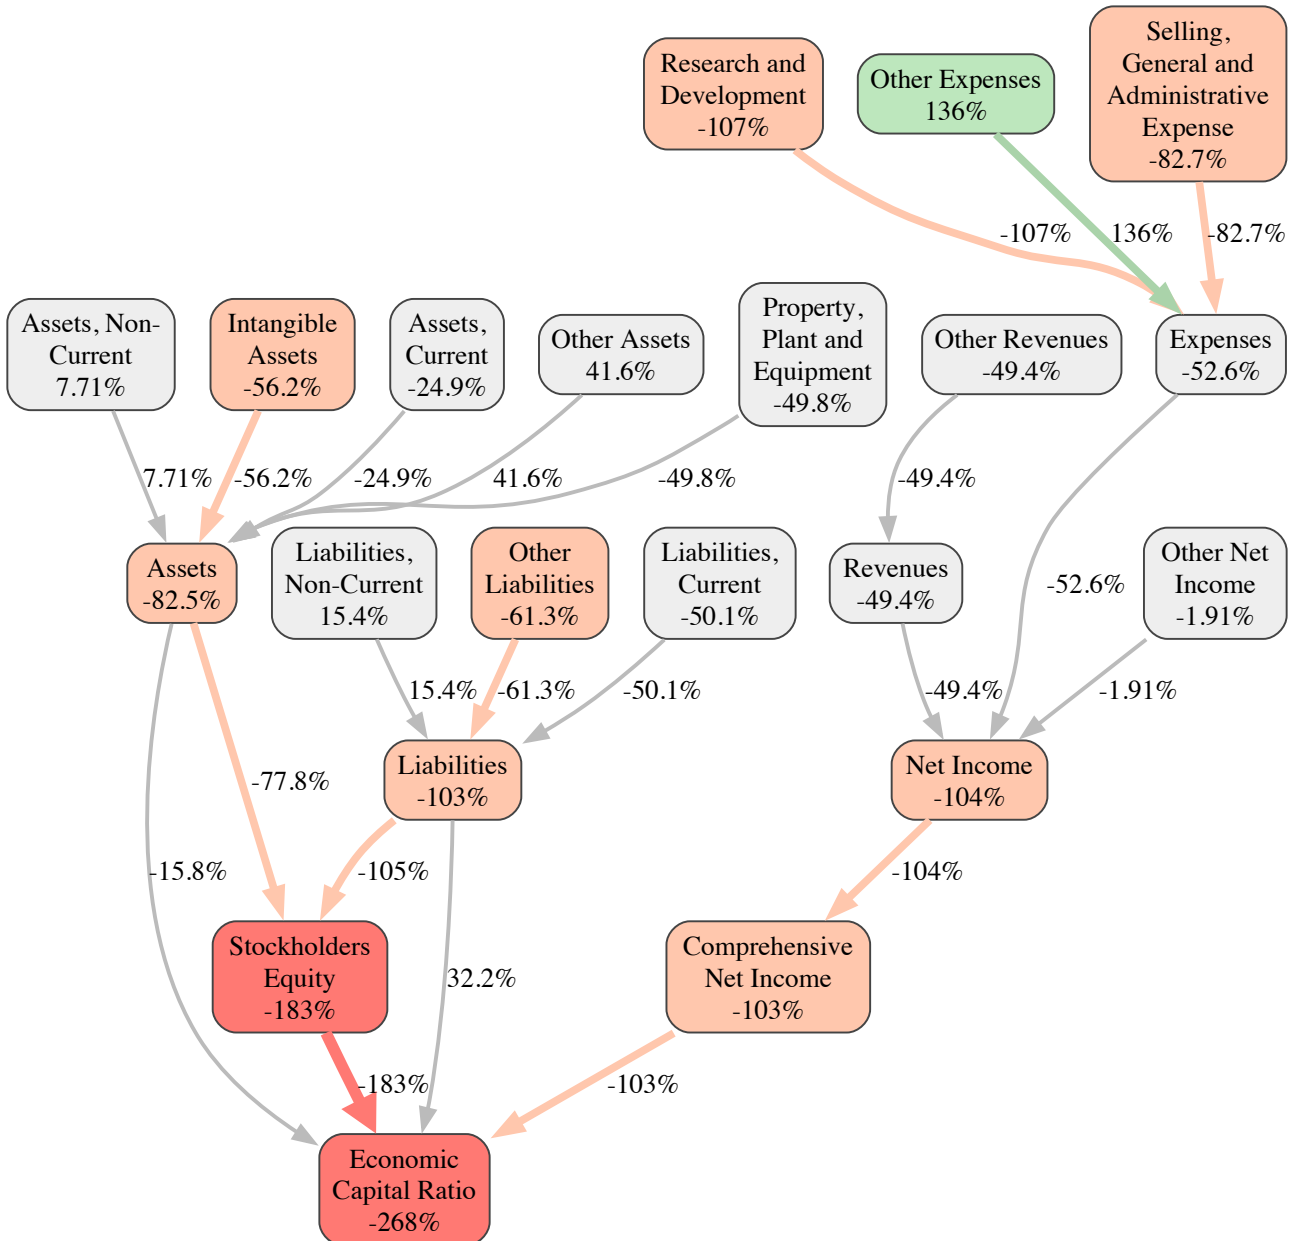 Selling,
General and
Administrative
Expense
-82.7%
Research and
Development
-107%
Other Expenses
136%
-107%
136%
-82.7%
Assets, Non-
Current
7.71%
Intangible
Assets
-56.2%
Assets,
Current
-24.9%
Other Assets
41.6%
Property,
Plant and
Equipment
-49.8%
Other Revenues
-49.4%
Expenses
-52.6%
7.71%
-56.2%
-24.9%
41.6%
-49.8%
-49.4%
Assets
-82.5%
Liabilities,
Non-Current
15.4%
Other
Liabilities
-61.3%
Liabilities,
Current
-50.1%
Revenues
-49.4%
-52.6%
Other Net
Income
-1.91%
15.4%
-61.3%
-50.1%
-49.4%
-1.91%
-77.8%
Liabilities
-103%
Net Income
-104%
-15.8%
-105%
-104%
Stockholders
Equity
-183%
32.2%
Comprehensive
Net Income
-103%
-183%
-103%
Economic
Capital Ratio
-268%